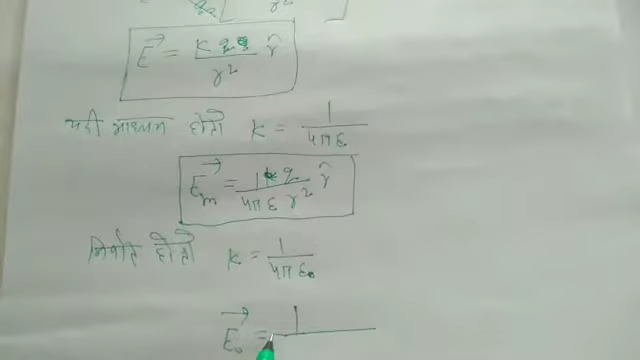 E⃗ = K q / r² r̂
यदी माध्यम होतो K = 1 / 4πε
E⃗m = 1 q / 4πε r² r̂
निर्वात होतो K = 1 / 4πε₀
E⃗₀ = 1